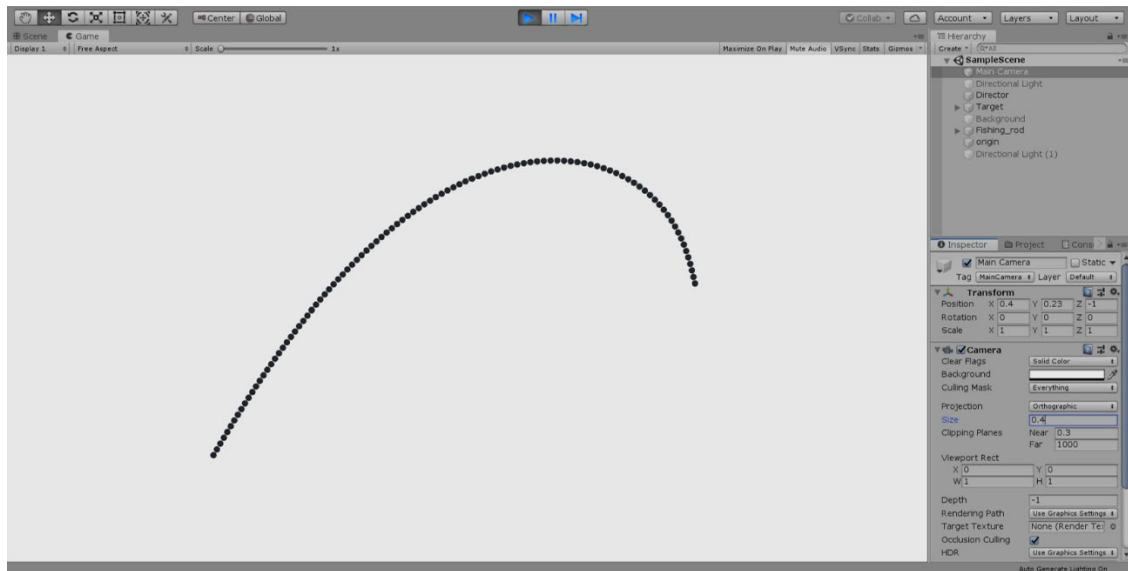 Center Global Collab Account Layers Layout
Scene Game
Display 1 Free Aspect Scale 1x Maximize On Play Mute Audio VSync Stats Gizmos
Hierarchy
Create All
SampleScene
Main Camera
Directional Light
Director
Target
Background
Fishing_rod
origin
Directional Light (1)
Inspector Project Cons
Main Camera Static
Tag MainCamera Layer Default
Transform
Position X 0.4 Y 0.23 Z -1
Rotation X 0 Y 0 Z 0
Scale X 1 Y 1 Z 1
Camera
Clear Flags Solid Color
Background
Culling Mask Everything
Projection Orthographic
Size 0.4
Clipping Planes Near 0.3
Far 1000
Viewport Rect
X 0 Y 0
W 1 H 1
Depth -1
Rendering Path Use Graphics Settings
Target Texture None (Render Te
Occlusion Culling
HDR Use Graphics Settings
Auto Generate Lighting On